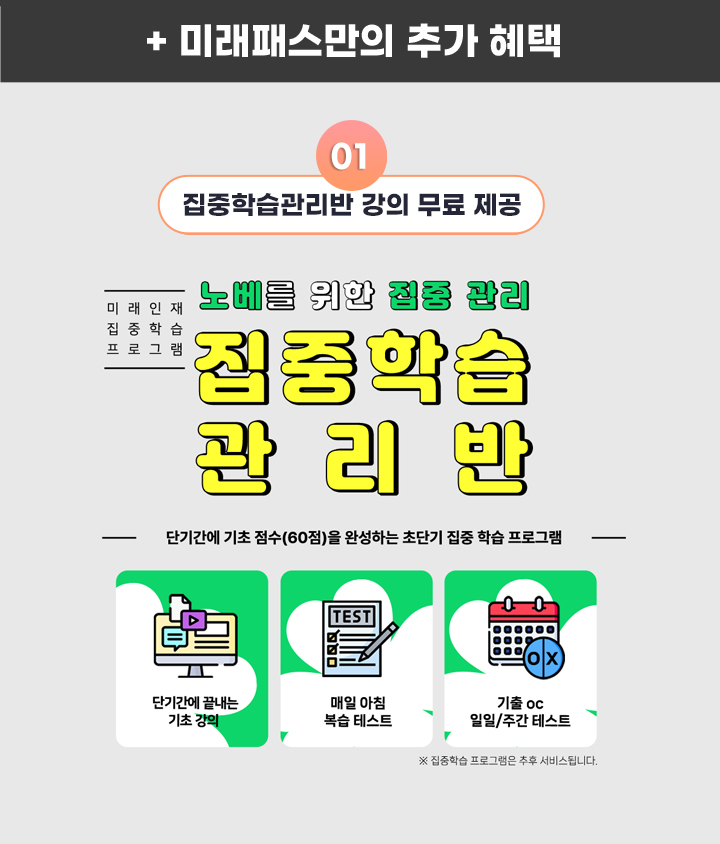 + 미래패스만의 추가 혜택
01
집중학습관리반 강의 무료 제공
미래인재
집중학습
프로그램
노베를 위한 집중 관리
집중학습
관리반
단기간에 기초 점수(60점)을 완성하는 초단기 집중 학습 프로그램
단기간에 끝내는
기초 강의
TEST
매일 아침
복습 테스트
O X
기출 oc
일일/주간 테스트
※ 집중학습 프로그램은 추후 서비스됩니다.